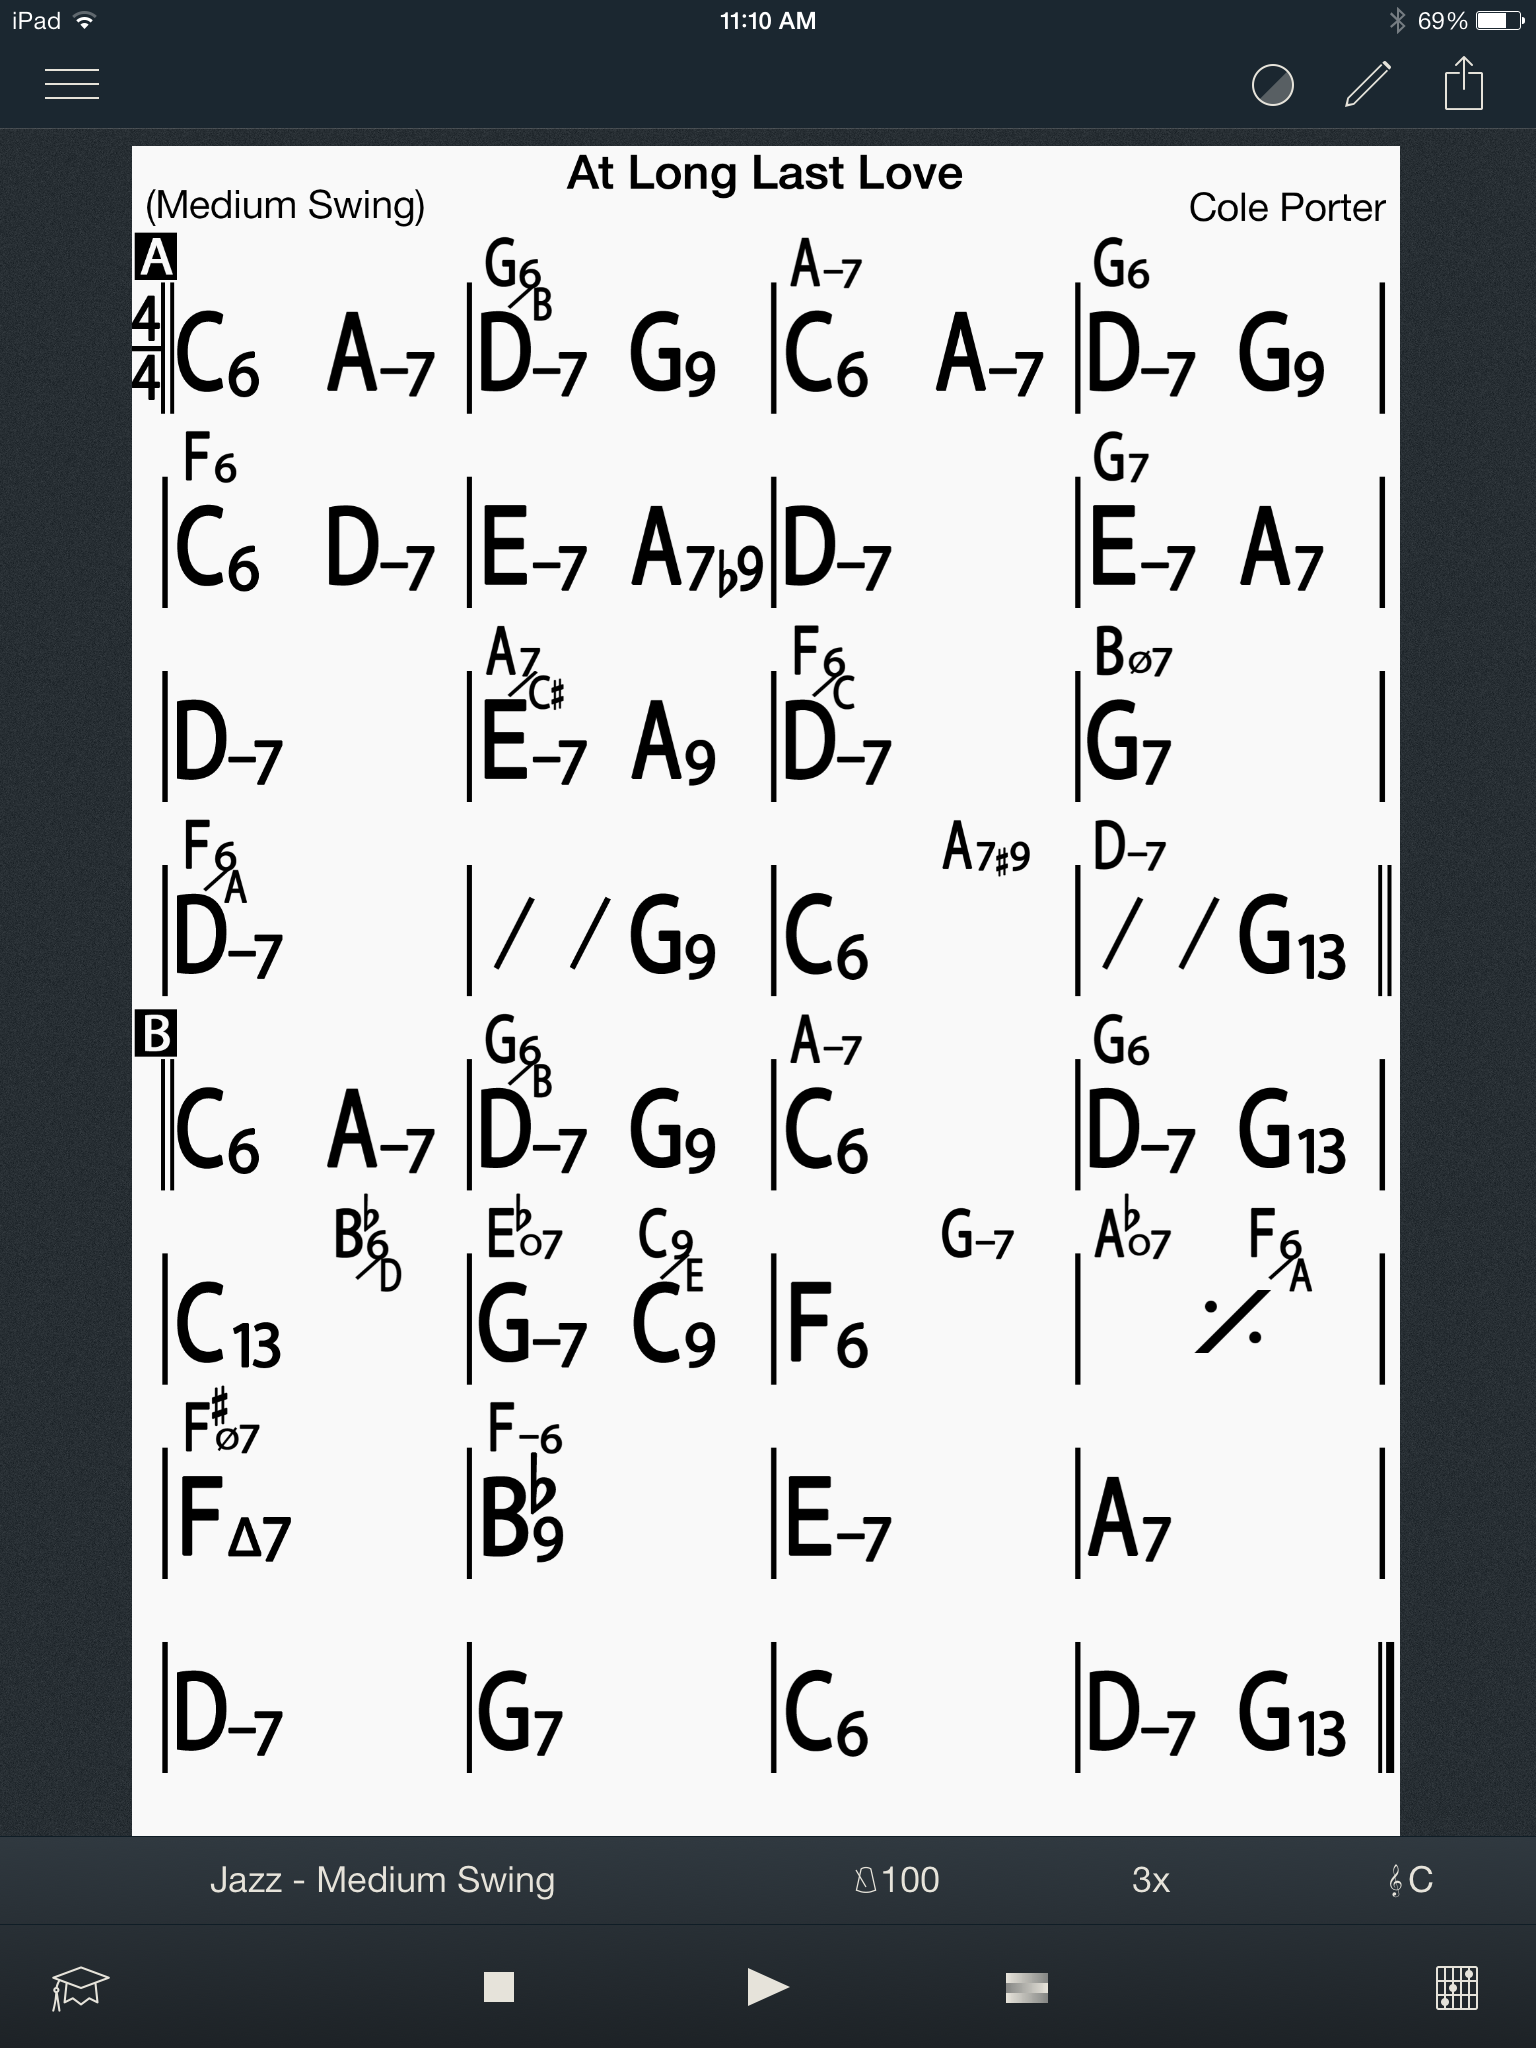 iPad 11:10 AM 69%
At Long Last Love
(Medium Swing) Cole Porter
A G6/B A–7 G6
4/4 C6 A–7 D–7 G9 C6 A–7 D–7 G9
F6 G7
C6 D–7 E–7 A7♭9 D–7 E–7 A7
A7/C♯ F6/C Bø7
D–7 E–7 A9 D–7 G7
F6/A A7♯9 D–7
D–7 / / G9 C6 / / G13
B G6/B A–7 G6
C6 A–7 D–7 G9 C6 D–7 G13
B♭6/D E♭o7 C9/E G–7 A♭o7 F6/A
C13 G–7 C9 F6 𝄎
F♯ø7 F–6
FΔ7 B♭9 E–7 A7
D–7 G7 C6 D–7 G13
Jazz - Medium Swing 100 3x C